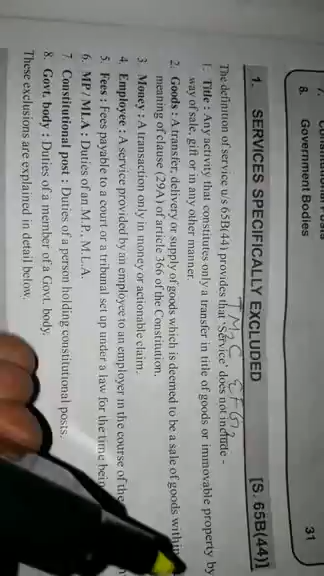 31
7. Constitutional Posts
8. Government Bodies
1. SERVICES SPECIFICALLY EXCLUDED [S. 65B(44)]
TM2C EFG2
The definition of service u/s 65B(44) provides that 'Service' does not include -
1. Title : Any activity that constitutes only a transfer in title of goods or immovable property by
way of sale, gift or in any other manner.
2. Goods : A transfer, delivery or supply of goods which is deemed to be a sale of goods within
meaning of clause (29A) of article 366 of the Constitution.
3. Money : A transaction only in money or actionable claim.
4. Employee : A service provided by an employee to an employer in the course of the
5. Fees : Fees payable to a court or a tribunal set up under a law for the time bein
6. MP / MLA : Duties of an M.P., M.L.A.
7. Constitutional post : Duties of a person holding constitutional posts.
8. Govt. body : Duties of a member of a Govt. body.
These exclusions are explained in detail below.